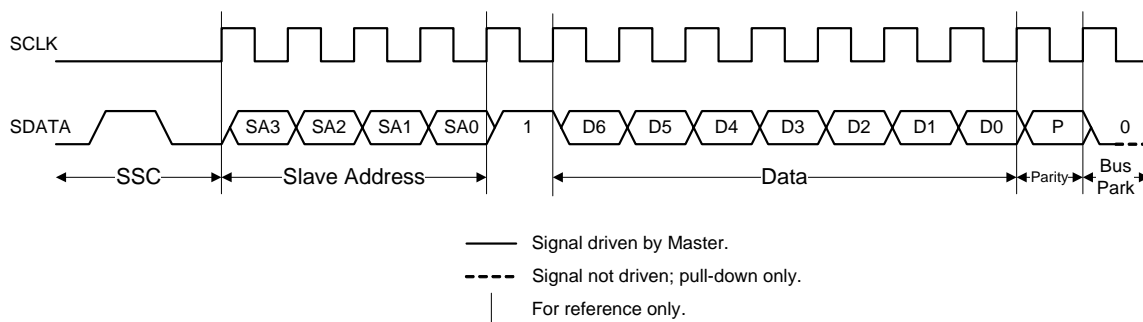 SCLK
SDATA SA3 SA2 SA1 SA0 1 D6 D5 D4 D3 D2 D1 D0 P 0
SSC Slave Address Data Parity Bus Park
Signal driven by Master.
Signal not driven; pull-down only.
For reference only.